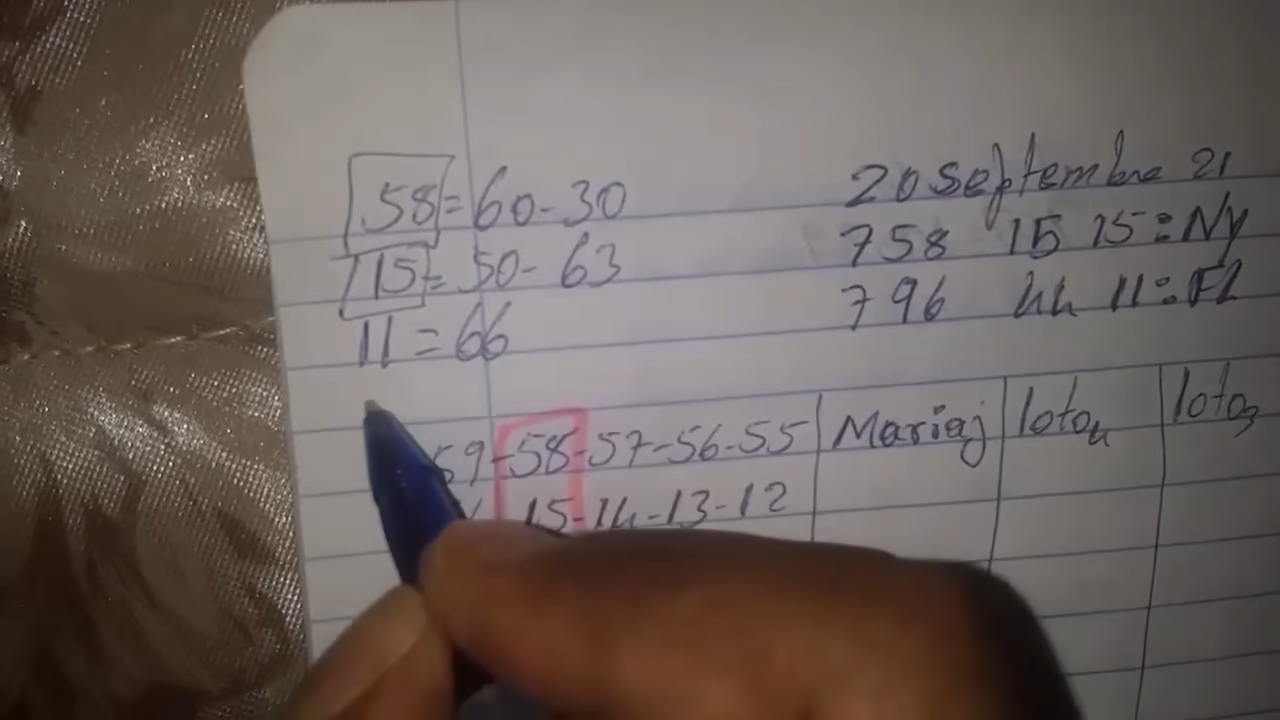 58=60-30
15=50-63
11=66
20 septembre 21
758 15 15:Ny
796 44 11:Fl
59-58-57-56-55 Mariaj loto4 loto3
15-14-13-12